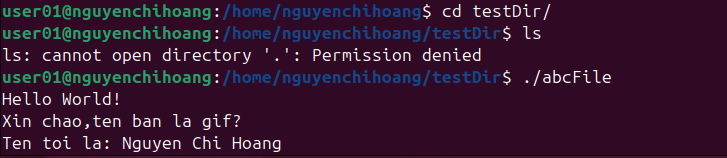 user01@nguyenchihoang:/home/nguyenchihoang$ cd testDir/
user01@nguyenchihoang:/home/nguyenchihoang/testDir$ ls
ls: cannot open directory '.': Permission denied
user01@nguyenchihoang:/home/nguyenchihoang/testDir$ ./abcFile
Hello World!
Xin chao,ten ban la gif?
Ten toi la: Nguyen Chi Hoang